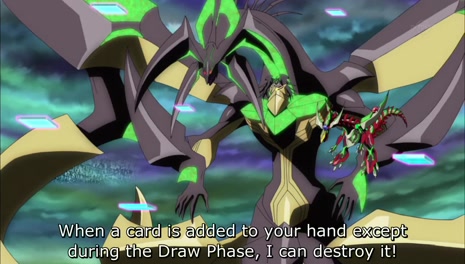 When a card is added to your hand except
during the Draw Phase, I can destroy it!